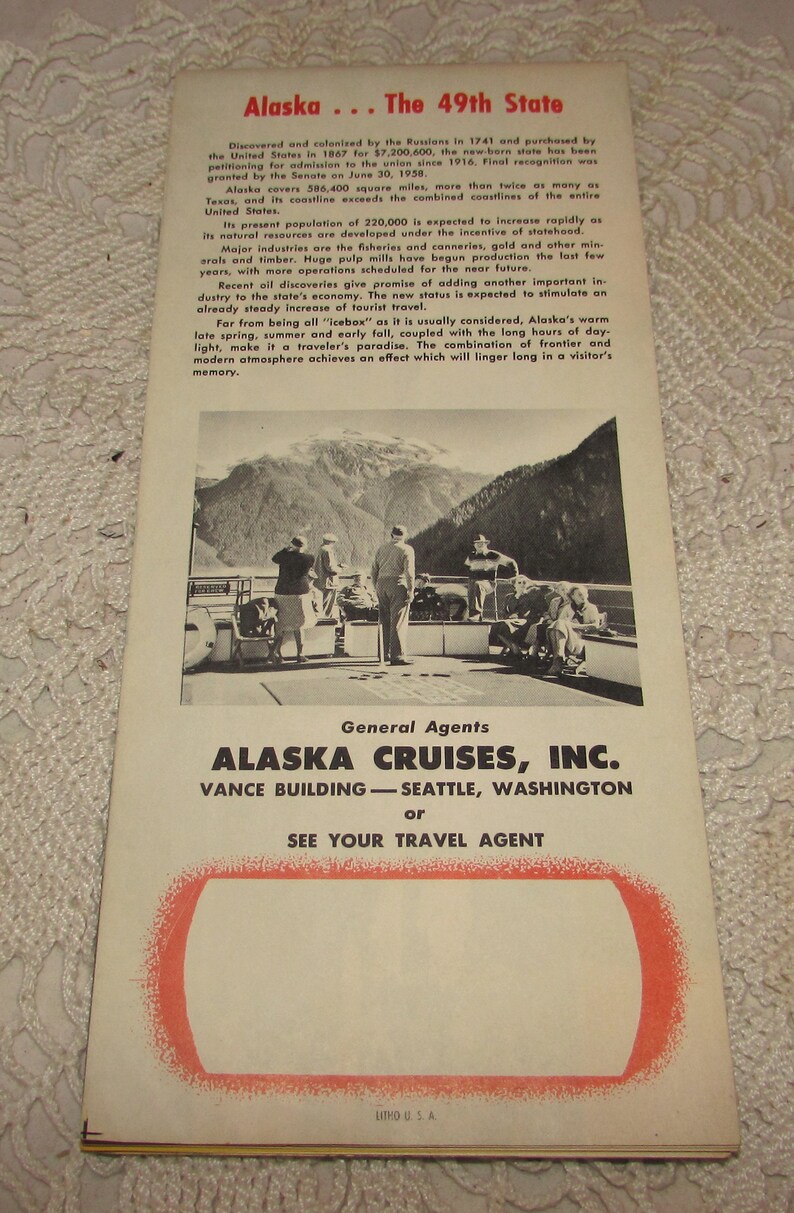 Alaska . . . The 49th State
Discovered and colonized by the Russians in 1741 and purchased by
the United States in 1867 for $7,200,600, the new-born state has been
petitioning for admission to the union since 1916. Final recognition was
granted by the Senate on June 30, 1958.
Alaska covers 586,400 square miles, more than twice as many as
Texas, and its coastline exceeds the combined coastlines of the entire
United States.
Its present population of 220,000 is expected to increase rapidly as
its natural resources are developed under the incentive of statehood.
Major industries are the fisheries and canneries, gold and other min-
erals and timber. Huge pulp mills have begun production the last few
years, with more operations scheduled for the near future.
Recent oil discoveries give promise of adding another important in-
dustry to the state's economy. The new status is expected to stimulate an
already steady increase of tourist travel.
Far from being all "icebox" as it is usually considered, Alaska's warm
late spring, summer and early fall, coupled with the long hours of day-
light, make it a traveler's paradise. The combination of frontier and
modern atmosphere achieves an effect which will linger long in a visitor's
memory.
RESERVED
FOR CREW
General Agents
ALASKA CRUISES, INC.
VANCE BUILDING — SEATTLE, WASHINGTON
or
SEE YOUR TRAVEL AGENT
LITHO U. S. A.